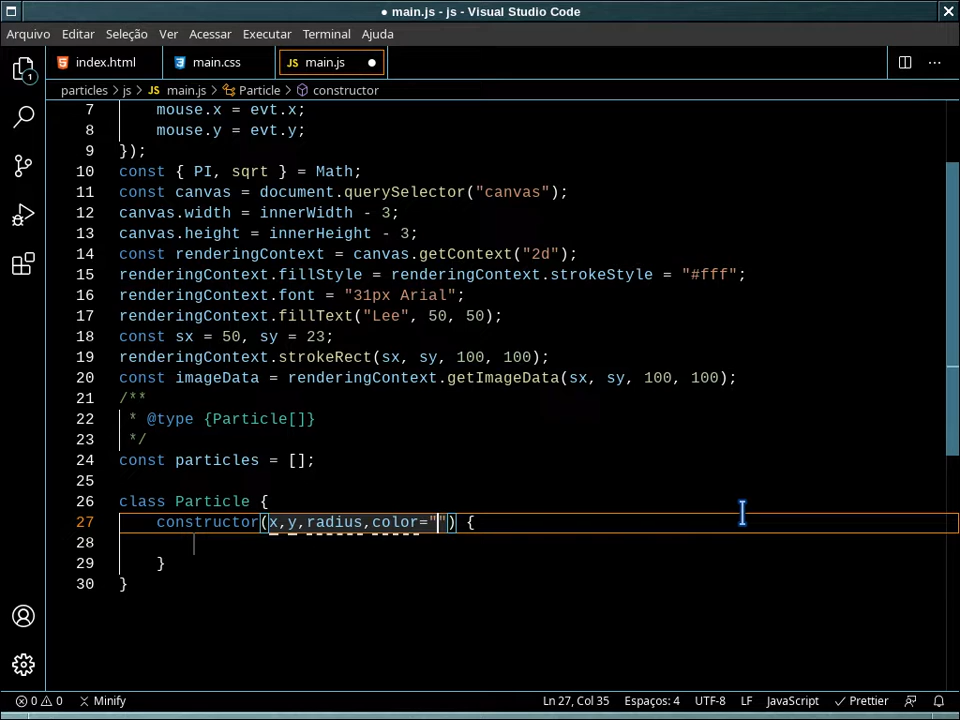 ● main.js - js - Visual Studio Code
Arquivo Editar Seleção Ver Acessar Executar Terminal Ajuda
index.html main.css JS main.js ●
particles > js > JS main.js > Particle > constructor
1
7 mouse.x = evt.x;
8 mouse.y = evt.y;
9 });
10 const { PI, sqrt } = Math;
11 const canvas = document.querySelector("canvas");
12 canvas.width = innerWidth - 3;
13 canvas.height = innerHeight - 3;
14 const renderingContext = canvas.getContext("2d");
15 renderingContext.fillStyle = renderingContext.strokeStyle = "#fff";
16 renderingContext.font = "31px Arial";
17 renderingContext.fillText("Lee", 50, 50);
18 const sx = 50, sy = 23;
19 renderingContext.strokeRect(sx, sy, 100, 100);
20 const imageData = renderingContext.getImageData(sx, sy, 100, 100);
21 /**
22 * @type {Particle[]}
23 */
24 const particles = [];
25
26 class Particle {
27 constructor(x,y,radius,color="") {
28
29 }
30 }
0 0 Minify Ln 27, Col 35 Espaços: 4 UTF-8 LF JavaScript Prettier